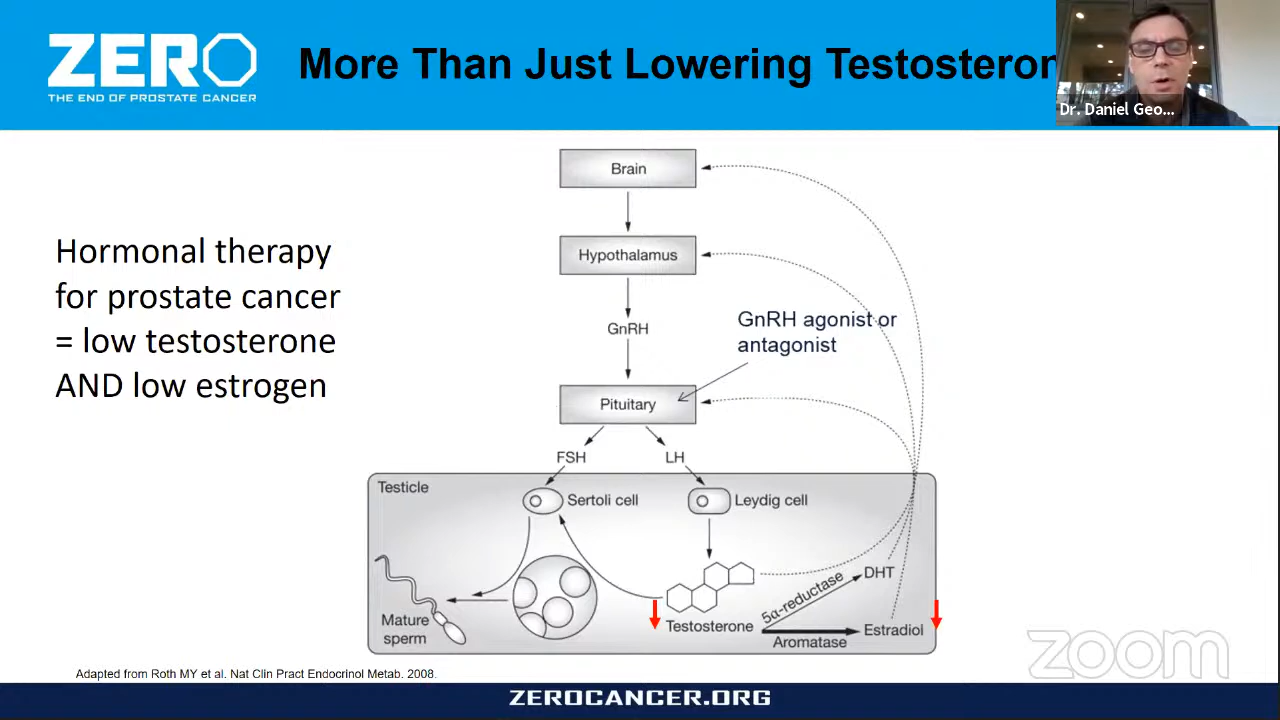 ZERO
THE END OF PROSTATE CANCER
More Than Just Lowering Testosteron
Dr. Daniel Geo...
Hormonal therapy
for prostate cancer
= low testosterone
AND low estrogen
Brain
Hypothalamus
GnRH
GnRH agonist or
antagonist
Pituitary
FSH
LH
Testicle
Sertoli cell
Leydig cell
Mature
sperm
Testosterone
5α-reductase
DHT
Aromatase
Estradiol
Adapted from Roth MY et al. Nat Clin Pract Endocrinol Metab. 2008.
zoom
ZEROCANCER.ORG